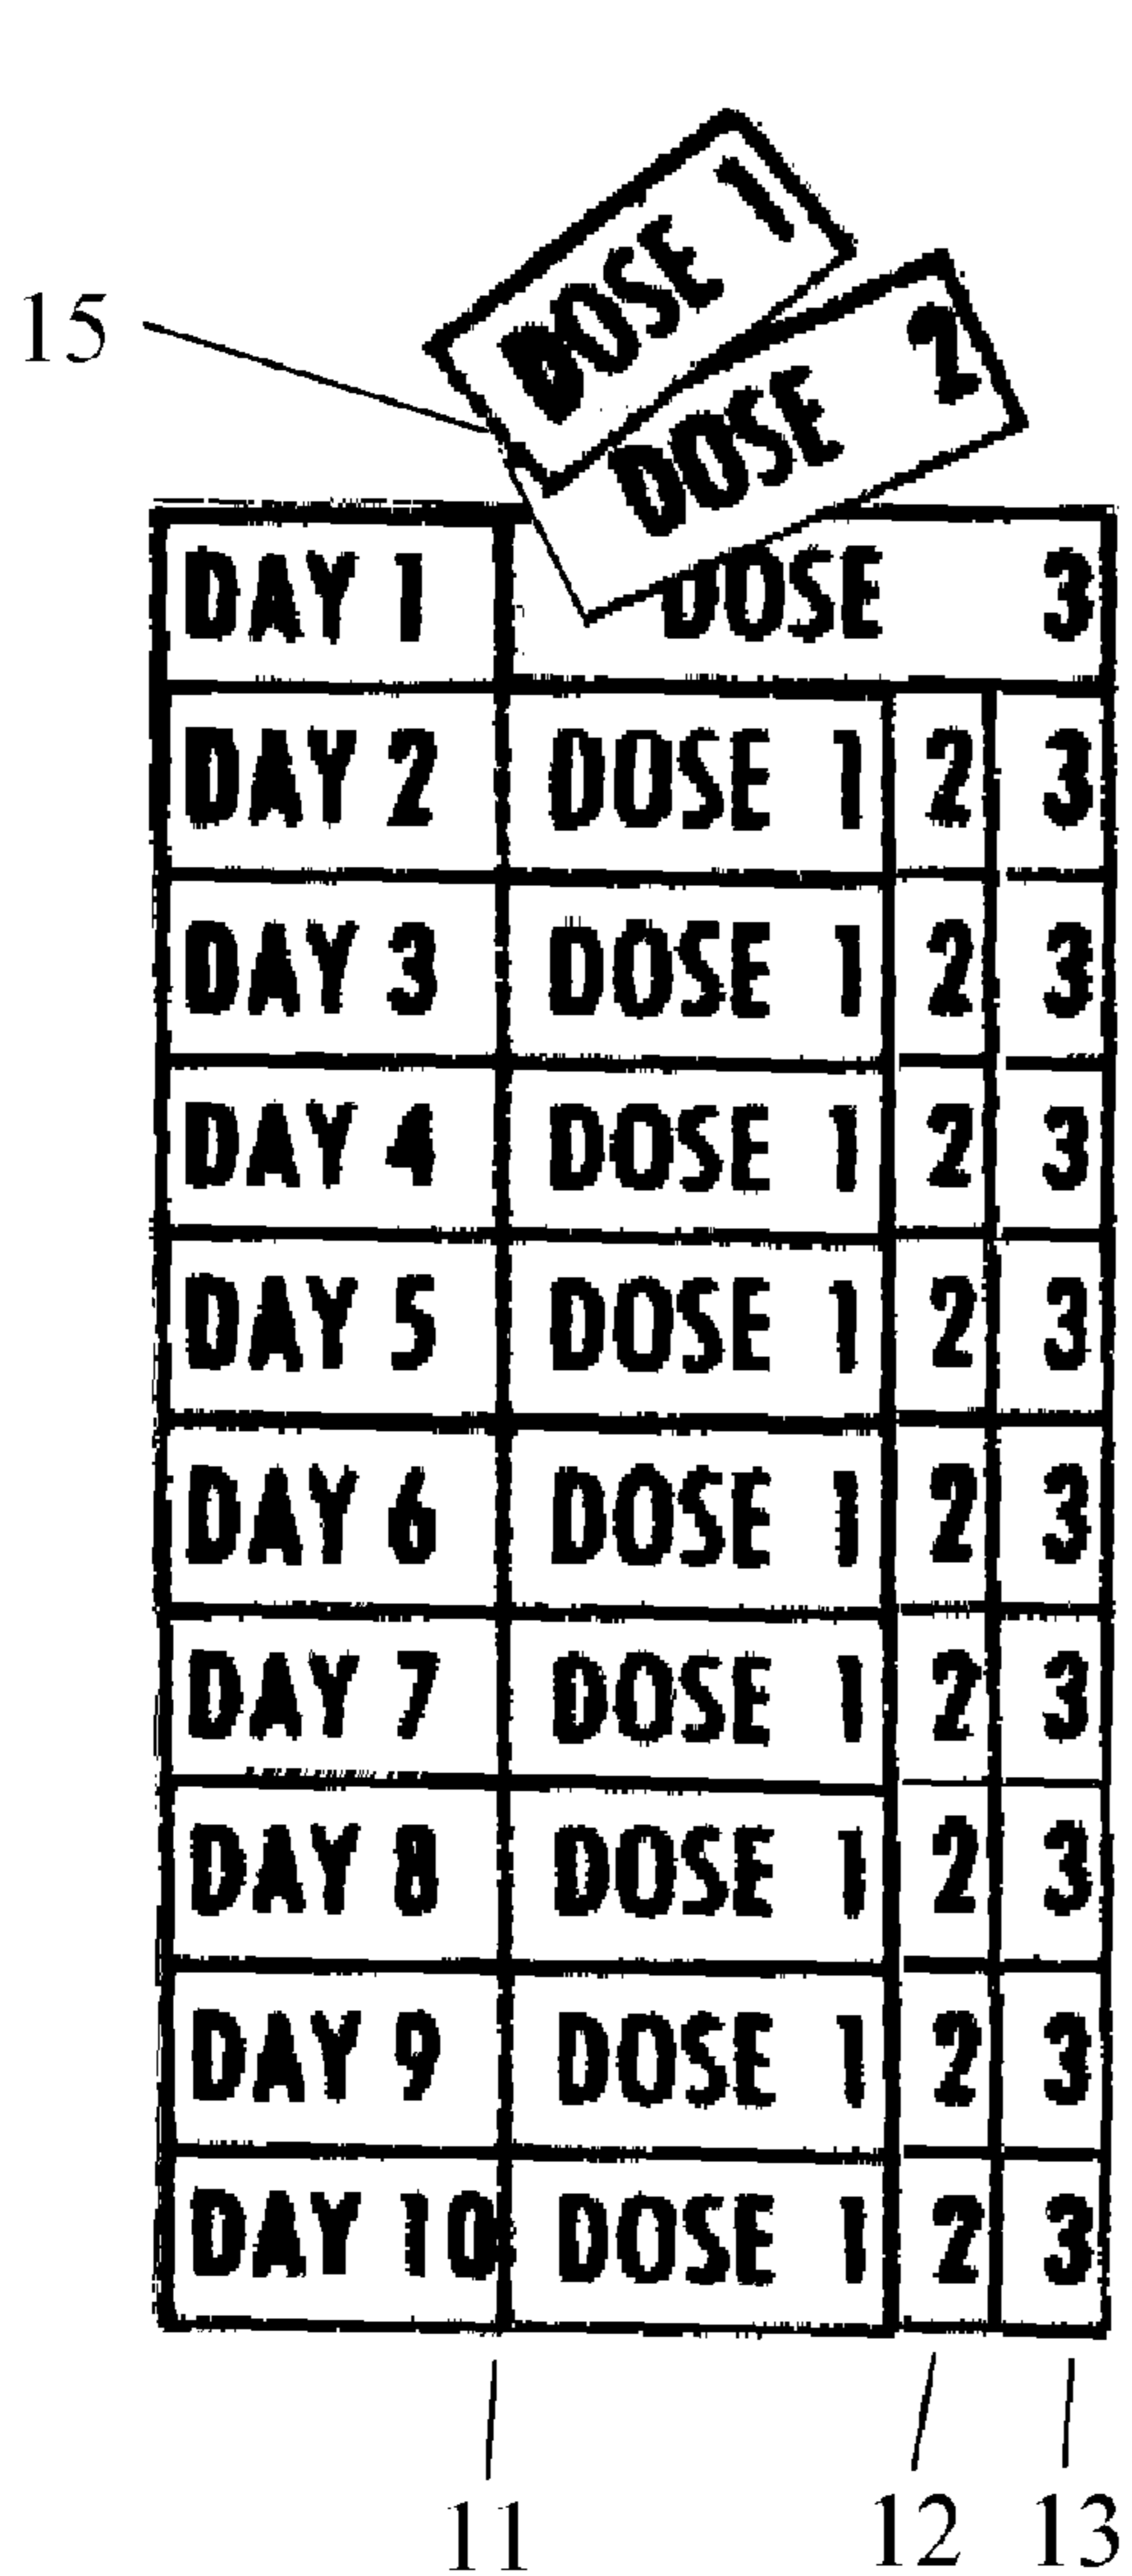 DOSE 1
15
DOSE 2
DAY 1 DOSE 3
DAY 2 DOSE 1 2 3
DAY 3 DOSE 1 2 3
DAY 4 DOSE 1 2 3
DAY 5 DOSE 1 2 3
DAY 6 DOSE 1 2 3
DAY 7 DOSE 1 2 3
DAY 8 DOSE 1 2 3
DAY 9 DOSE 1 2 3
DAY 10 DOSE 1 2 3
11 12 13